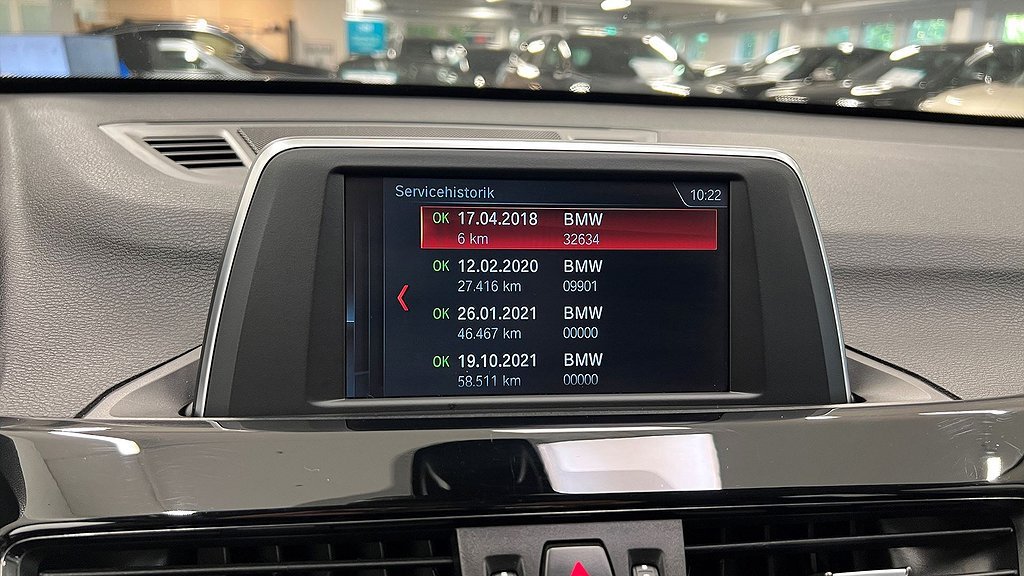 Servicehistorik 10:22
OK 17.04.2018 BMW
6 km 32634
OK 12.02.2020 BMW
27.416 km 09901
OK 26.01.2021 BMW
46.467 km 00000
OK 19.10.2021 BMW
58.511 km 00000